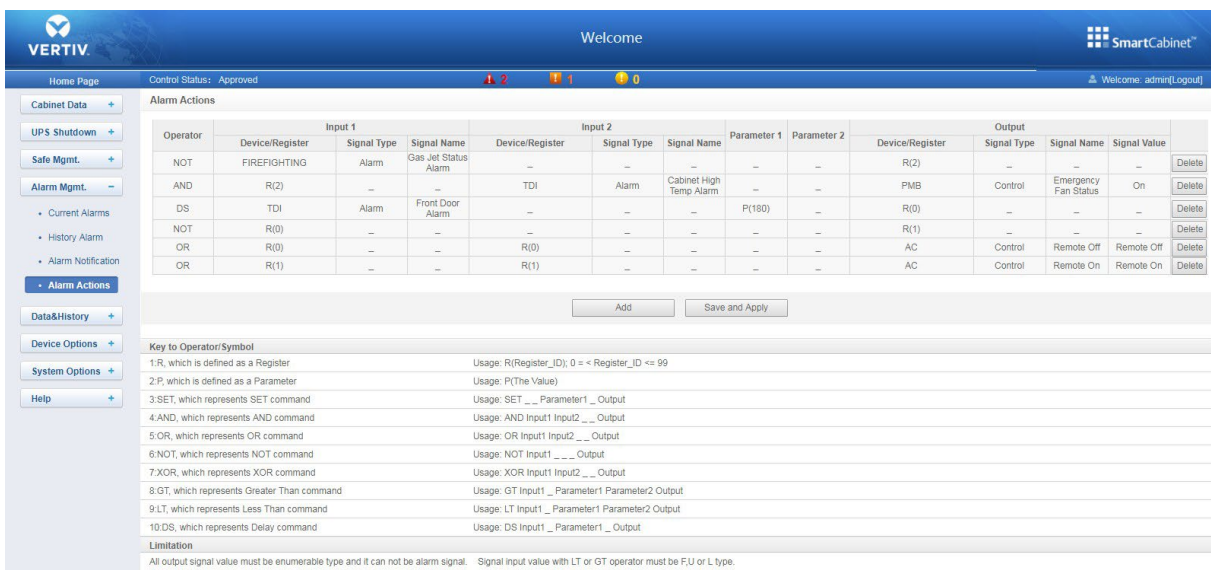 VERTIV.
Welcome
SmartCabinet™
Home Page
Control Status： Approved
2
1
0
Welcome: admin[Logout]
Cabinet Data +
UPS Shutdown +
Safe Mgmt. +
Alarm Mgmt. −
• Current Alarms
• History Alarm
• Alarm Notification
• Alarm Actions
Data&History +
Device Options +
System Options +
Help +
Alarm Actions
Operator Input 1 Input 2 Parameter 1 Parameter 2 Output
Device/Register Signal Type Signal Name Device/Register Signal Type Signal Name Device/Register Signal Type Signal Name Signal Value
NOT FIREFIGHTING Alarm Gas Jet Status Alarm _ _ _ _ _ R(2) _ _ _ Delete
AND R(2) _ _ TDI Alarm Cabinet High Temp Alarm _ _ PMB Control Emergency Fan Status On Delete
DS TDI Alarm Front Door Alarm _ _ _ P(180) _ R(0) _ _ _ Delete
NOT R(0) _ _ _ _ _ _ _ R(1) _ _ _ Delete
OR R(0) _ _ R(0) _ _ _ _ AC Control Remote Off Remote Off Delete
OR R(1) _ _ R(1) _ _ _ _ AC Control Remote On Remote On Delete
Add Save and Apply
Key to Operator/Symbol
1:R, which is defined as a Register Usage: R(Register_ID); 0 = < Register_ID <= 99
2:P, which is defined as a Parameter Usage: P(The Value)
3:SET, which represents SET command Usage: SET _ _ Parameter1 _ Output
4:AND, which represents AND command Usage: AND Input1 Input2 _ _ Output
5:OR, which represents OR command Usage: OR Input1 Input2 _ _ Output
6:NOT, which represents NOT command Usage: NOT Input1 _ _ _ Output
7:XOR, which represents XOR command Usage: XOR Input1 Input2 _ _ Output
8:GT, which represents Greater Than command Usage: GT Input1 _ Parameter1 Parameter2 Output
9:LT, which represents Less Than command Usage: LT Input1 _ Parameter1 Parameter2 Output
10:DS, which represents Delay command Usage: DS Input1 _ Parameter1 _ Output
Limitation
All output signal value must be enumerable type and it can not be alarm signal. Signal input value with LT or GT operator must be F,U or L type.